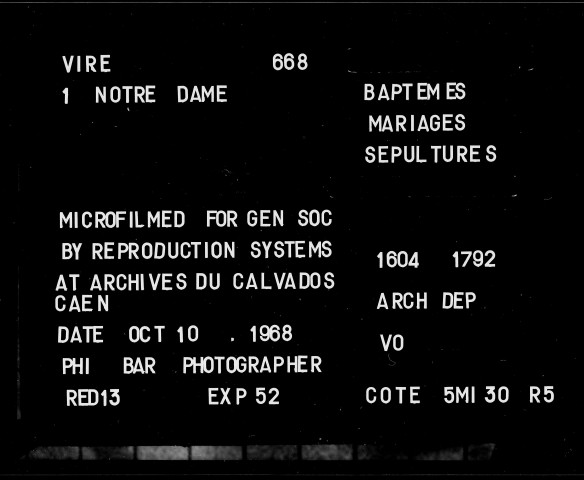 VIRE 668
1 NOTRE DAME
BAPTEMES
MARIAGES
SEPULTURES
MICROFILMED FOR GEN SOC
BY REPRODUCTION SYSTEMS
AT ARCHIVES DU CALVADOS
CAEN
DATE OCT 10 . 1968
PHI BAR PHOTOGRAPHER
RED13 EXP 52
1604 1792
ARCH DEP
VO
COTE 5MI 30 R5